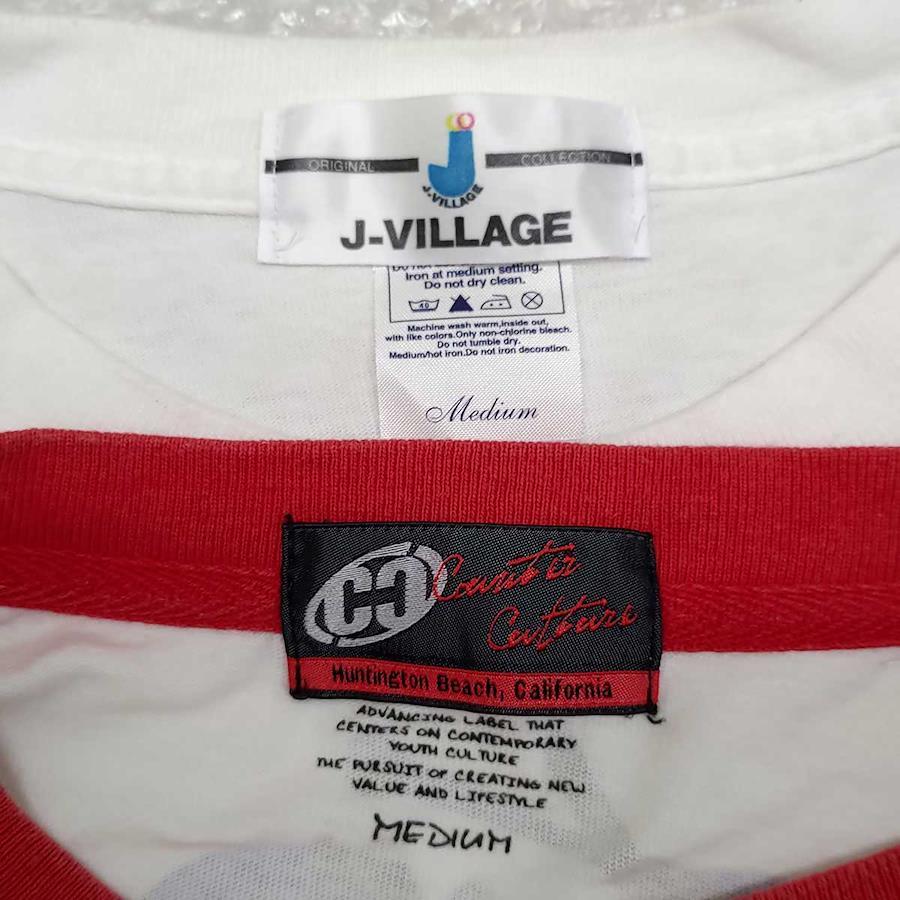 ORIGINAL
COLLECTION
J-VILLAGE
J-VILLAGE
Iron at medium setting.
Do not dry clean.
40
Machine wash warm,inside out,
with like colors.Only non-chlorine bleach.
Do not tumble dry.
Medium/hot iron.Do not iron decoration.
Medium
CC
Counter
Culture
Huntington Beach, California
ADVANCING LABEL THAT
CENTERS ON CONTEMPORARY
YOUTH CULTURE
THE PURSUIT OF CREATING NEW
VALUE AND LIFESTYLE
MEDIUM